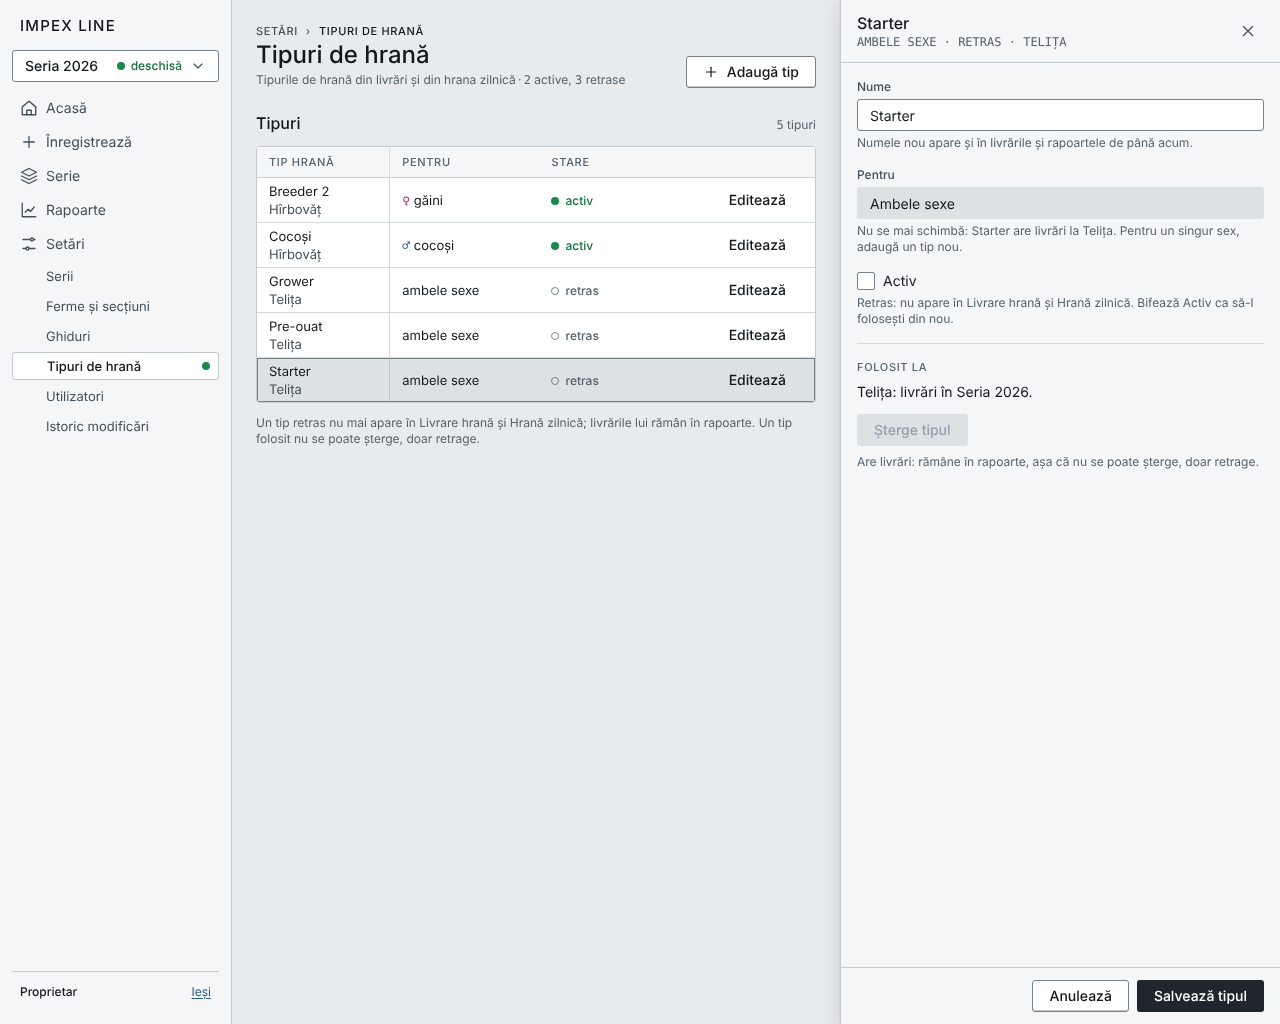 IMPEX LINE
Seria 2026 deschisă
Acasă
Înregistrează
Serie
Rapoarte
Setări
Serii
Ferme și secțiuni
Ghiduri
Tipuri de hrană
Utilizatori
Istoric modificări
Proprietar Ieși
SETĂRI › TIPURI DE HRANĂ
Tipuri de hrană
Tipurile de hrană din livrări și din hrana zilnică · 2 active, 3 retrase
Adaugă tip
Tipuri 5 tipuri
TIP HRANĂ PENTRU STARE
Breeder 2
Hîrbovăț
♀ găini activ Editează
Cocoși
Hîrbovăț
♂ cocoși activ Editează
Grower
Telița
ambele sexe retras Editează
Pre-ouat
Telița
ambele sexe retras Editează
Starter
Telița
ambele sexe retras Editează
Un tip retras nu mai apare în Livrare hrană și Hrană zilnică; livrările lui rămân în rapoarte. Un tip
folosit nu se poate șterge, doar retrage.
Starter
AMBELE SEXE · RETRAS · TELIȚA
Nume
Starter
Numele nou apare și în livrările și rapoartele de până acum.
Pentru
Ambele sexe
Nu se mai schimbă: Starter are livrări la Telița. Pentru un singur sex,
adaugă un tip nou.
Activ
Retras: nu apare în Livrare hrană și Hrană zilnică. Bifează Activ ca să-l
folosești din nou.
FOLOSIT LA
Telița: livrări în Seria 2026.
Șterge tipul
Are livrări: rămâne în rapoarte, așa că nu se poate șterge, doar retrage.
Anulează
Salvează tipul